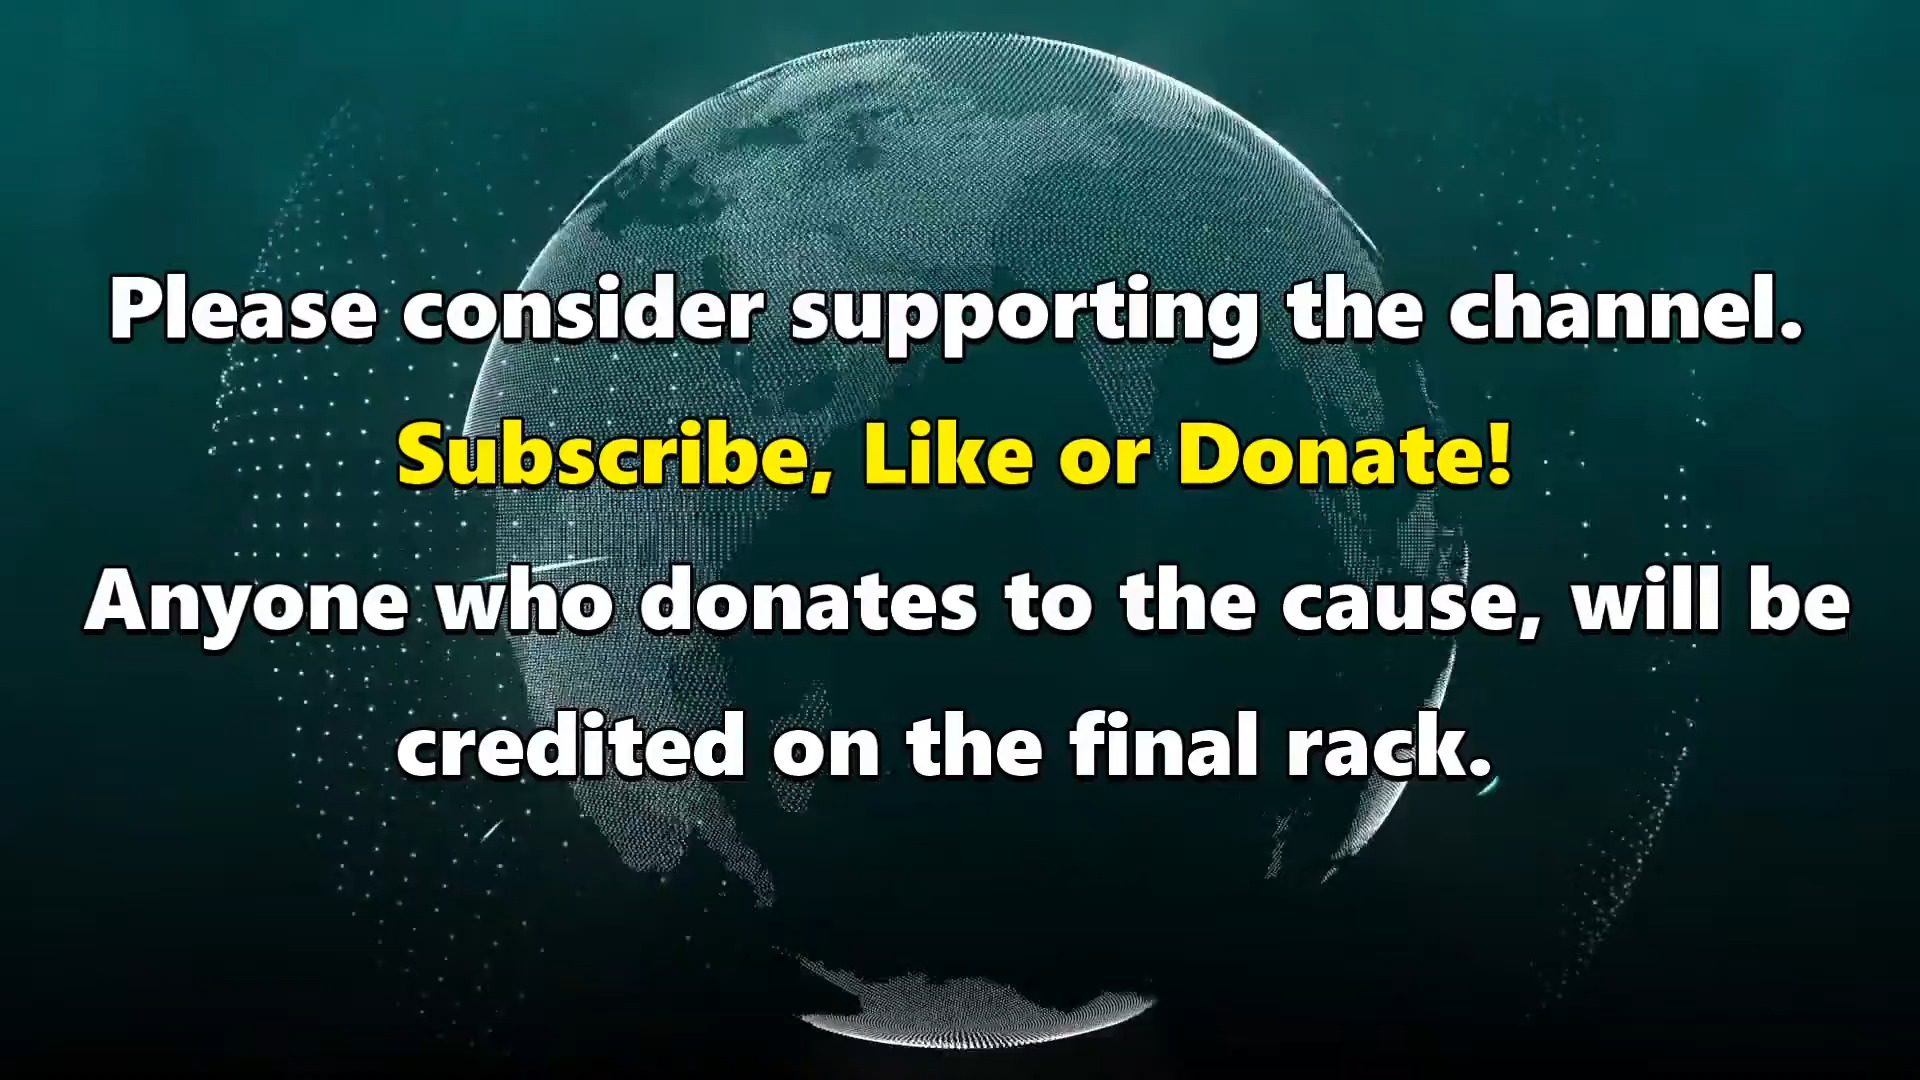 Please consider supporting the channel.
Subscribe, Like or Donate!
Anyone who donates to the cause, will be
credited on the final rack.